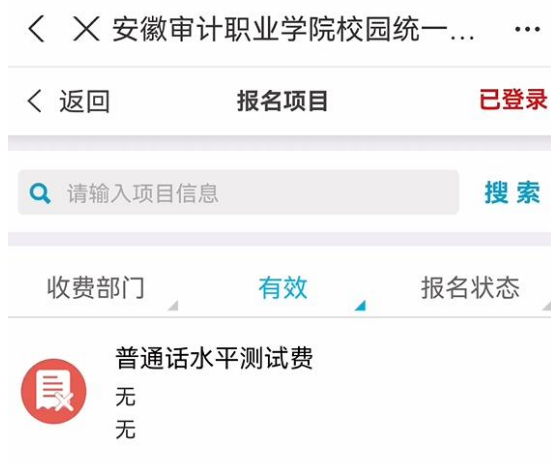 安徽审计职业学院校园统一...
返回 报名项目 已登录
请输入项目信息 搜索
收费部门 有效 报名状态
普通话水平测试费
无
无